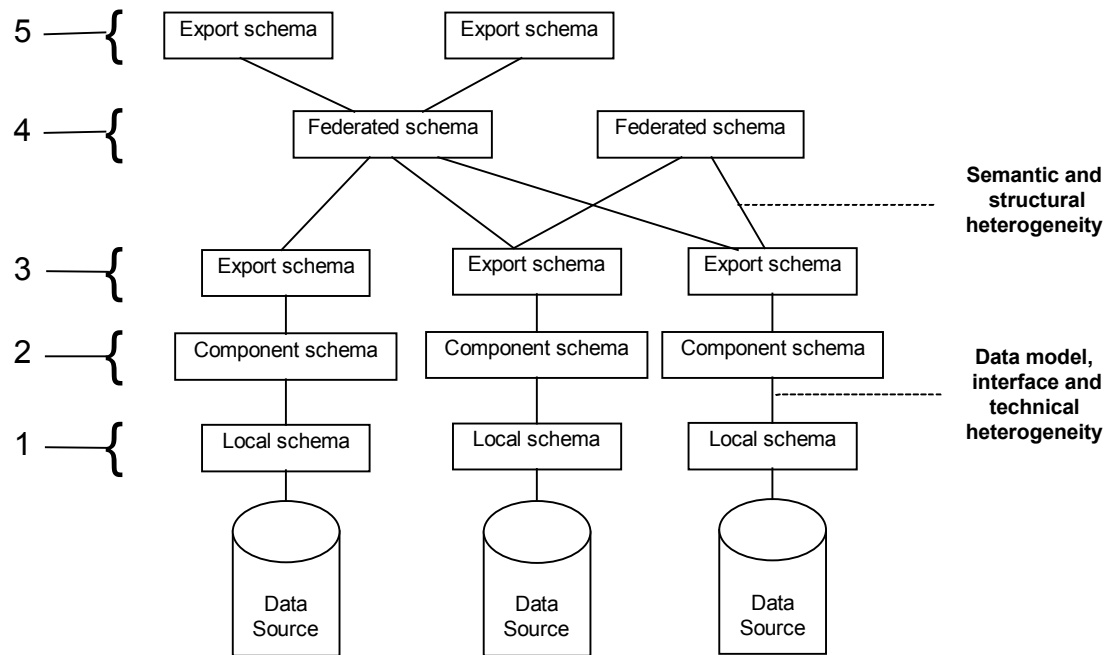 5
{
Export schema
Export schema
4
{
Federated schema
Federated schema
Semantic and
structural
heterogeneity
3
{
Export schema
Export schema
Export schema
2
{
Component schema
Component schema
Component schema
Data model,
interface and
technical
heterogeneity
1
{
Local schema
Local schema
Local schema
Data
Source
Data
Source
Data
Source